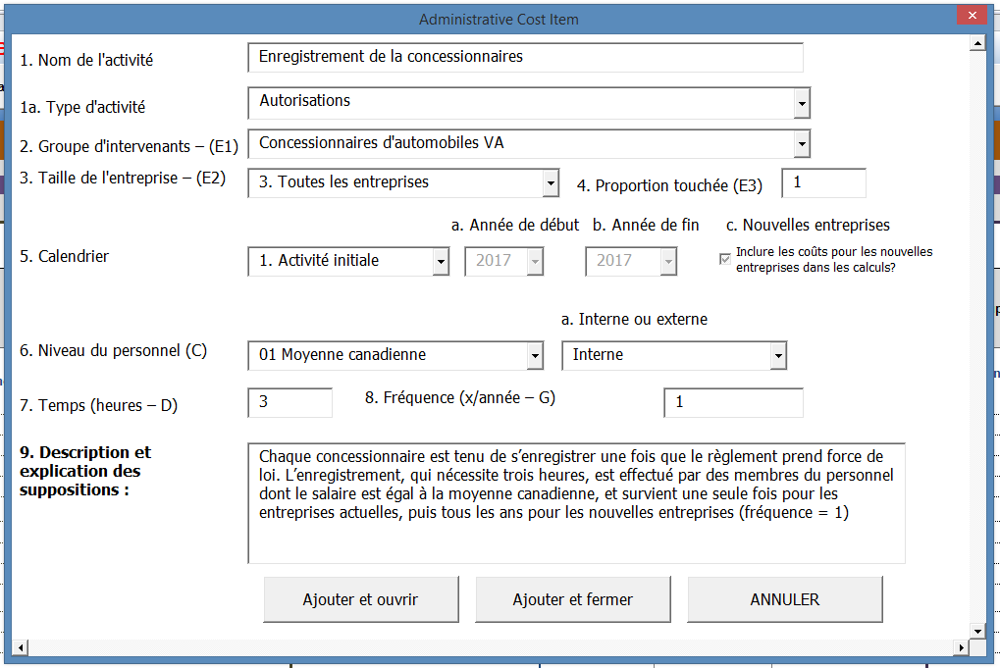 Administrative Cost Item
1. Nom de l'activité
Enregistrement de la concessionnaires
1a. Type d'activité
Autorisations
2. Groupe d'intervenants – (E1)
Concessionnaires d'automobiles VA
3. Taille de l'entreprise – (E2)
3. Toutes les entreprises
4. Proportion touchée (E3)
1
a. Année de début
b. Année de fin
c. Nouvelles entreprises
5. Calendrier
1. Activité initiale
2017
2017
Inclure les coûts pour les nouvelles
entreprises dans les calculs?
a. Interne ou externe
6. Niveau du personnel (C)
01 Moyenne canadienne
Interne
7. Temps (heures – D)
3
8. Fréquence (x/année – G)
1
9. Description et
explication des
suppositions :
Chaque concessionnaire est tenu de s’enregistrer une fois que le règlement prend force de
loi. L’enregistrement, qui nécessite trois heures, est effectué par des membres du personnel
dont le salaire est égal à la moyenne canadienne, et survient une seule fois pour les
entreprises actuelles, puis tous les ans pour les nouvelles entreprises (fréquence = 1)
Ajouter et ouvrir
Ajouter et fermer
ANNULER